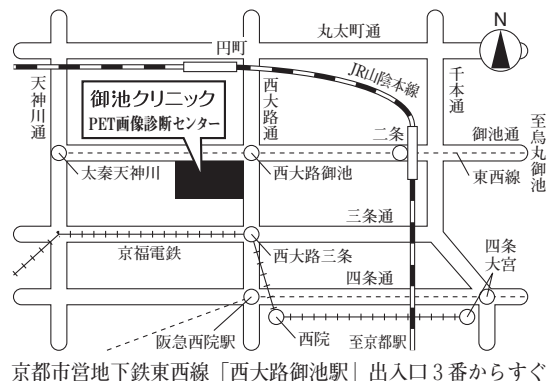 N
丸太町通
円町
JR山陰本線
天神川通
御池クリニック
PET画像診断センター
西大路通
千本通
二条
御池通
至烏丸御池
太秦天神川
西大路御池
東西線
三条通
京福電鉄
西大路三条
四条大宮
四条通
阪急西院駅
西院
至京都駅
京都市営地下鉄東西線「西大路御池駅」出入口3番からすぐ